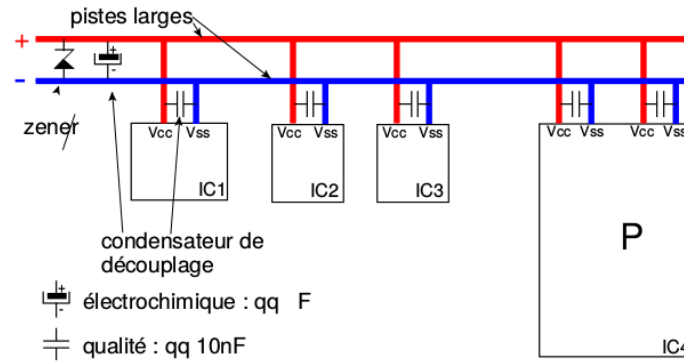 pistes larges
+
-
+
-
zener
Vcc Vss
IC1
Vcc Vss
IC2
Vcc Vss
IC3
Vcc Vss Vcc Vss
P
IC4
condensateur de
découplage
+
-
électrochimique : qq F
qualité : qq 10nF